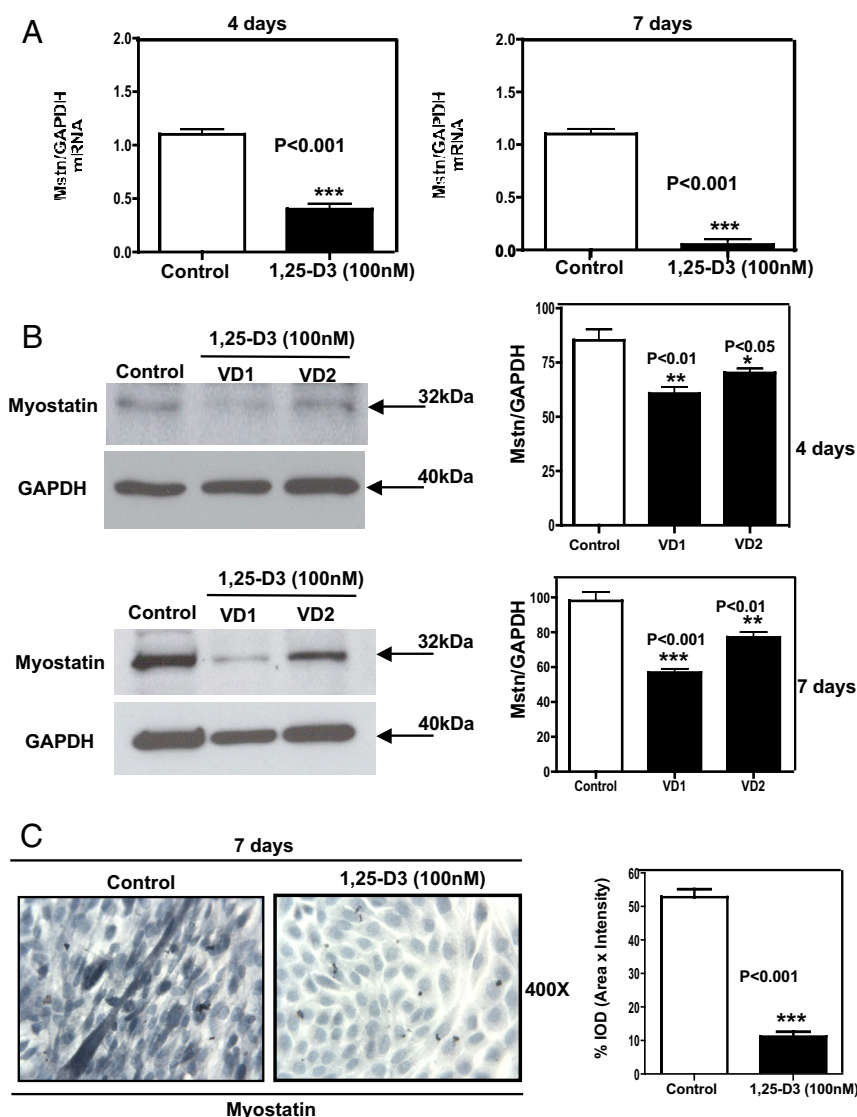 A
4 days
2.0
1.5
1.0
0.5
0.0
Mstn/GAPDH
mRNA
P<0.001
***
Control
1,25-D3 (100nM)
7 days
2.0
1.5
1.0
0.5
0.0
Mstn/GAPDH
mRNA
P<0.001
***
Control
1,25-D3 (100nM)
B
1,25-D3 (100nM)
Control
VD1
VD2
Myostatin
32kDa
GAPDH
40kDa
100
75
50
25
0
Mstn/GAPDH
P<0.01
**
P<0.05
*
Control
VD1
VD2
4 days
1,25-D3 (100nM)
Control
VD1
VD2
Myostatin
32kDa
GAPDH
40kDa
100
80
60
40
20
0
Mstn/GAPDH
P<0.001
***
P<0.01
**
Control
VD1
VD2
7 days
C
7 days
Control
1,25-D3 (100nM)
400X
Myostatin
60
50
40
30
20
10
0
% IOD (Area x Intensity)
P<0.001
***
Control
1,25-D3 (100nM)